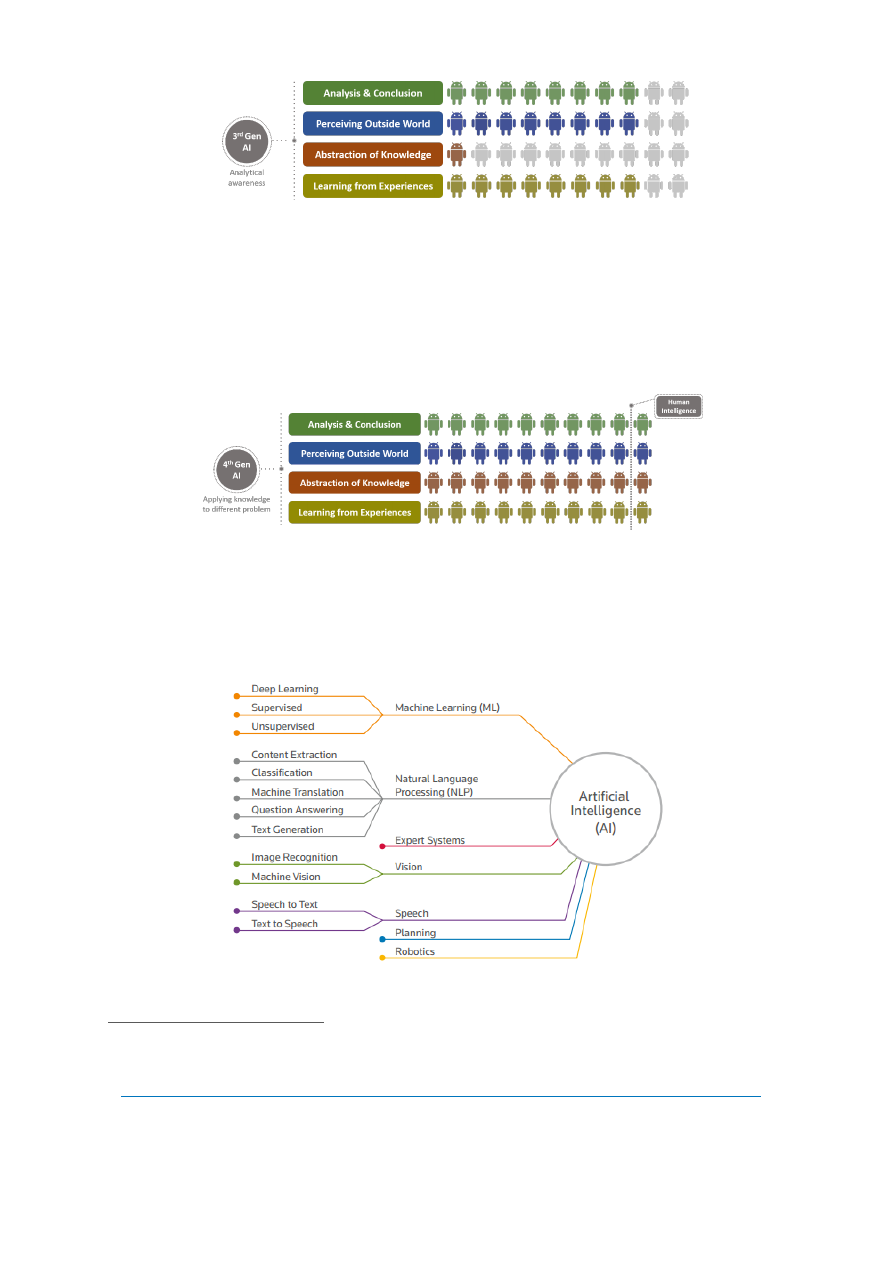 Analysis & Conclusion
Perceiving Outside World
3rd Gen
AI
Abstraction of Knowledge
Analytical
awareness
Learning from Experiences
Human
Intelligence
Analysis & Conclusion
Perceiving Outside World
4th Gen
AI
Abstraction of Knowledge
Applying knowledge
to different problem
Learning from Experiences
Deep Learning
Supervised
Unsupervised
Machine Learning (ML)
Content Extraction
Classification
Machine Translation
Question Answering
Text Generation
Natural Language
Processing (NLP)
Expert Systems
Image Recognition
Machine Vision
Vision
Speech to Text
Text to Speech
Speech
Planning
Robotics
Artificial
Intelligence
(AI)